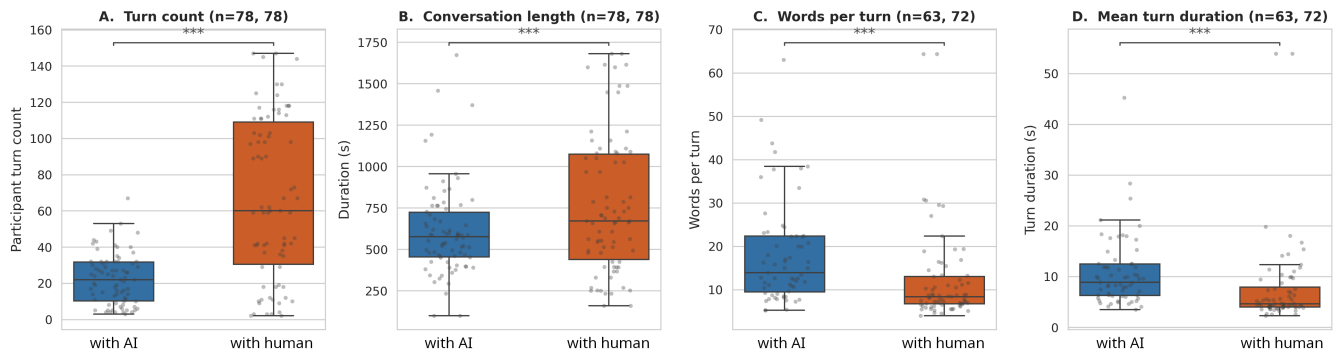 A.  Turn count (n=78, 78)
***
Participant turn count
160
140
120
100
80
60
40
20
0
with AI
with human
B.  Conversation length (n=78, 78)
***
Duration (s)
1750
1500
1250
1000
750
500
250
with AI
with human
C.  Words per turn (n=63, 72)
***
Words per turn
70
60
50
40
30
20
10
with AI
with human
D.  Mean turn duration (n=63, 72)
***
Turn duration (s)
50
40
30
20
10
0
with AI
with human